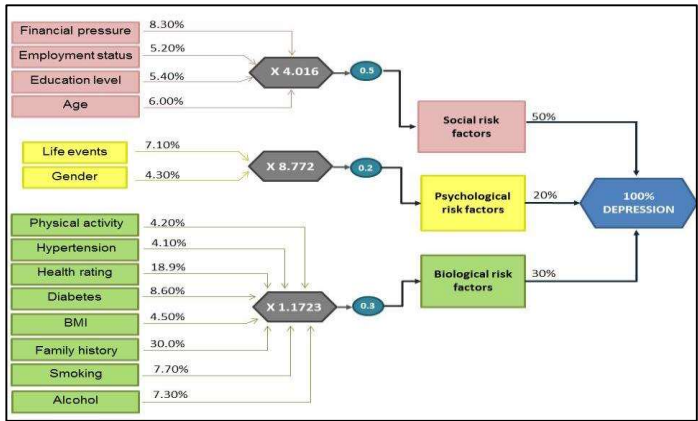 Financial pressure 8.30%
Employment status 5.20%
Education level 5.40%
Age 6.00%
X 4.016
0.5
Social risk
factors
50%
Life events 7.10%
Gender 4.30%
X 8.772
0.2
Psychological
risk factors
20%
100%
DEPRESSION
Physical activity 4.20%
Hypertension 4.10%
Health rating 18.9%
Diabetes 8.60%
BMI 4.50%
Family history 30.0%
Smoking 7.70%
Alcohol 7.30%
X 1.1723
0.3
Biological risk
factors
30%